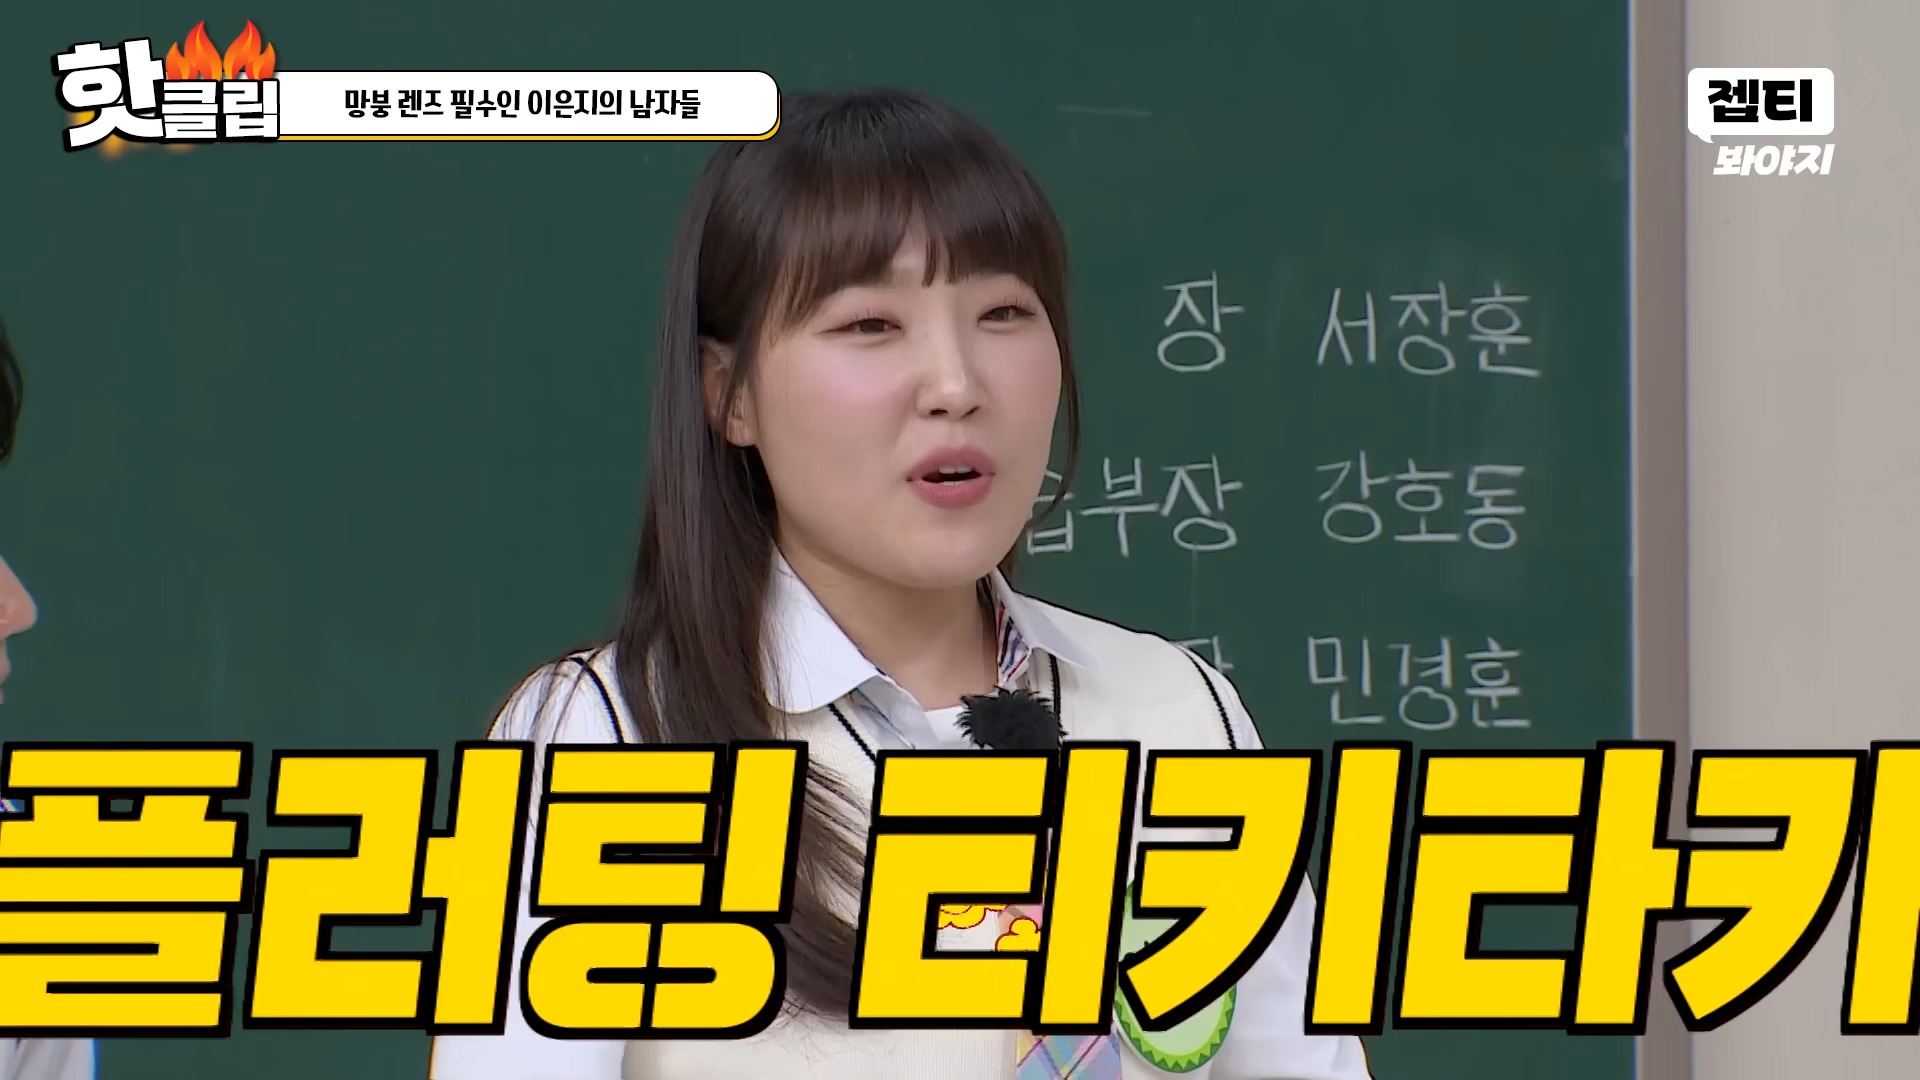 핫클립
망붕 렌즈 필수인 이은지의 남자들
젭티
봐야지
장 서장훈
습부장 강호동
장 민경훈
플러팅 티키타카